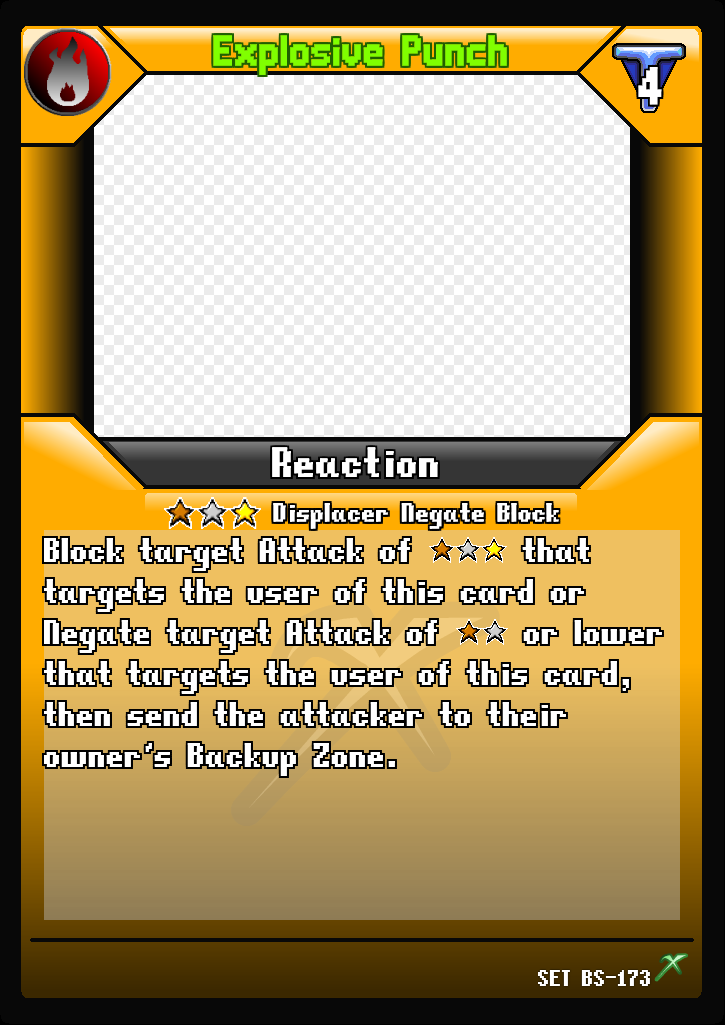 Explosive Punch
4
Reaction
★★★ Displacer Negate Block
Block target Attack of ★★★ that
targets the user of this card or
Negate target Attack of ★★ or lower
that targets the user of this card,
then send the attacker to their
owner's Backup Zone.
SET BS-173